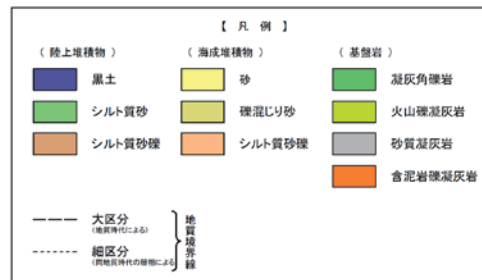 【 凡 例 】
（ 陸上堆積物 ） （ 海成堆積物 ） （ 基盤岩 ）
黒土 砂 凝灰角礫岩
シルト質砂 礫混じり砂 火山礫凝灰岩
シルト質砂礫 シルト質砂礫 砂質凝灰岩
含泥岩礫凝灰岩
大区分
(地質時代による)
細区分
(同地質時代の層相による)
地質境界線